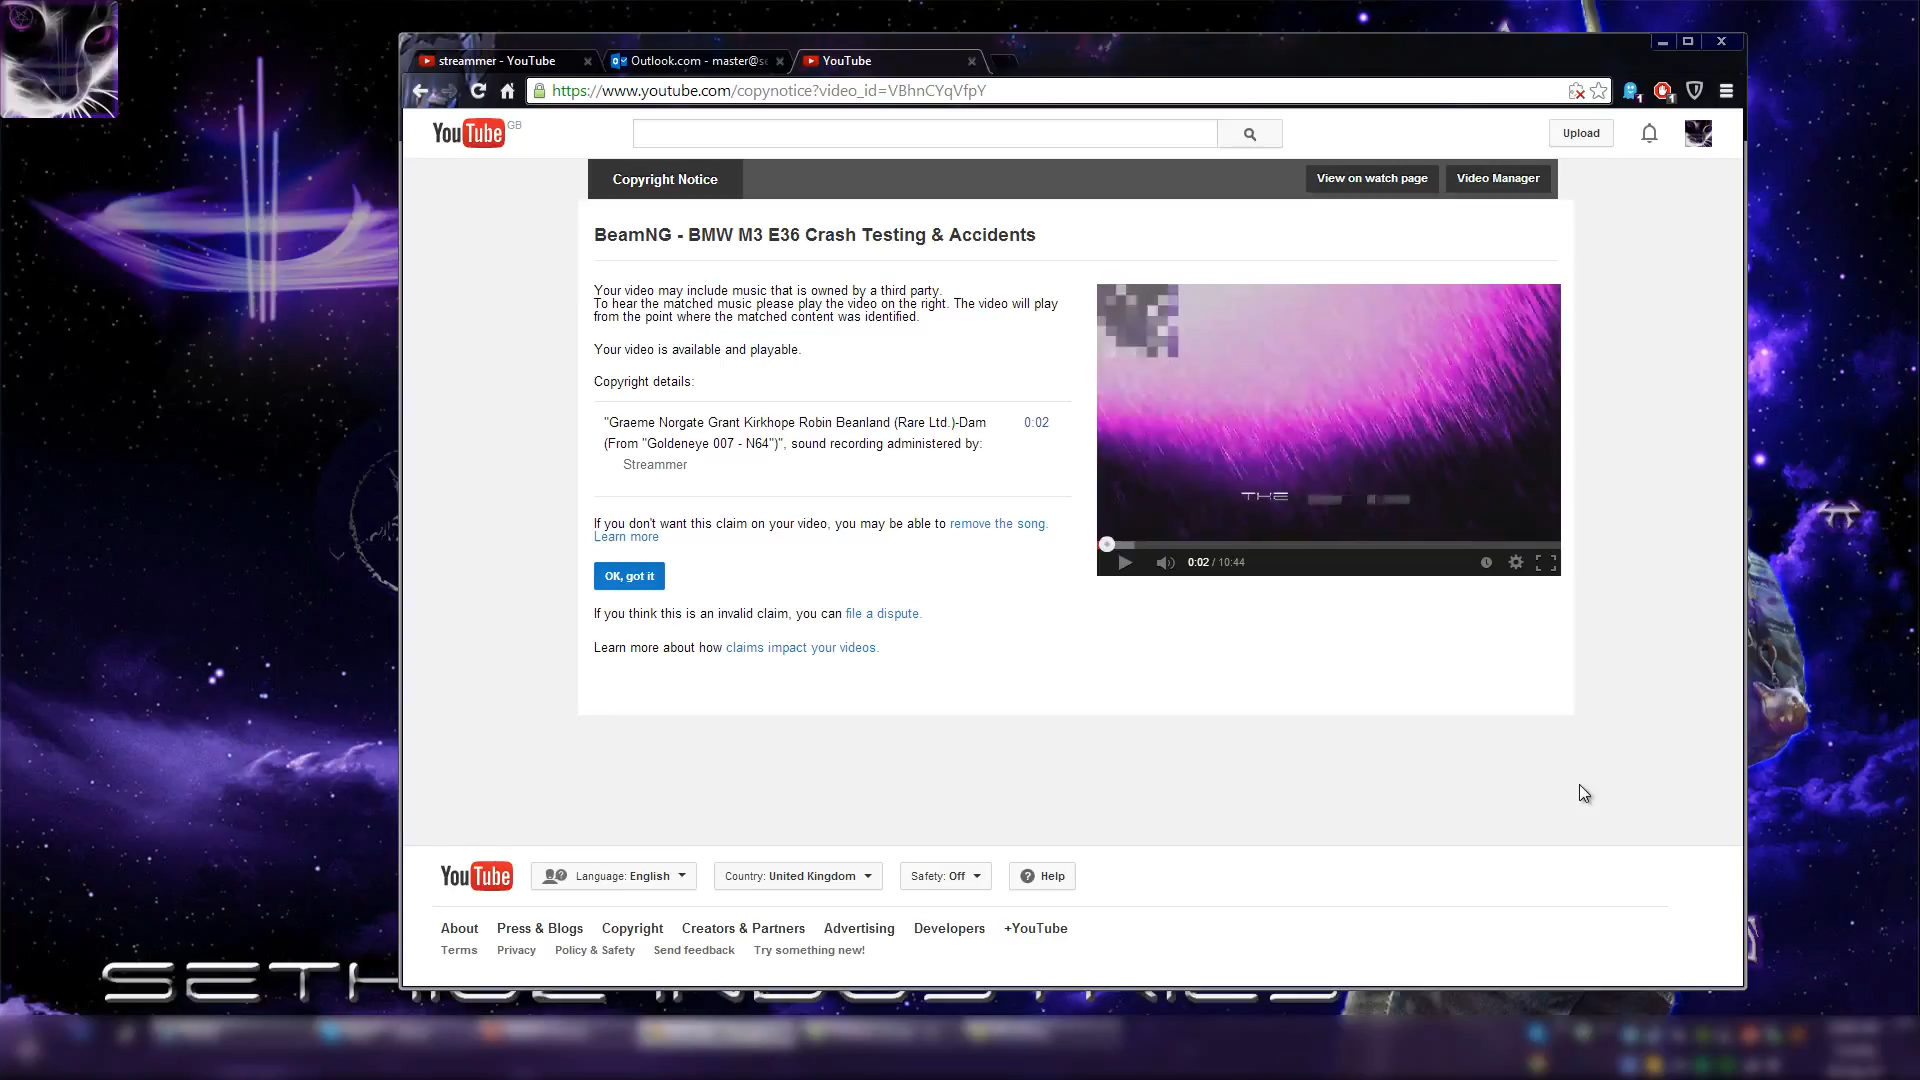 streammer - YouTube
Outlook.com - master@se
YouTube
https://www.youtube.com/copynotice?video_id=VBhnCYqVfpY
YouTube GB
Upload
Copyright Notice
View on watch page
Video Manager
BeamNG - BMW M3 E36 Crash Testing & Accidents
Your video may include music that is owned by a third party.
To hear the matched music please play the video on the right. The video will play
from the point where the matched content was identified.
Your video is available and playable.
Copyright details:
"Graeme Norgate Grant Kirkhope Robin Beanland (Rare Ltd.)-Dam 0:02
(From "Goldeneye 007 - N64")", sound recording administered by:
Streammer
If you don't want this claim on your video, you may be able to remove the song.
Learn more
OK, got it
If you think this is an invalid claim, you can file a dispute.
Learn more about how claims impact your videos.
THE
0:02 / 10:44
YouTube
Language: English
Country: United Kingdom
Safety: Off
Help
About Press & Blogs Copyright Creators & Partners Advertising Developers +YouTube
Terms Privacy Policy & Safety Send feedback Try something new!